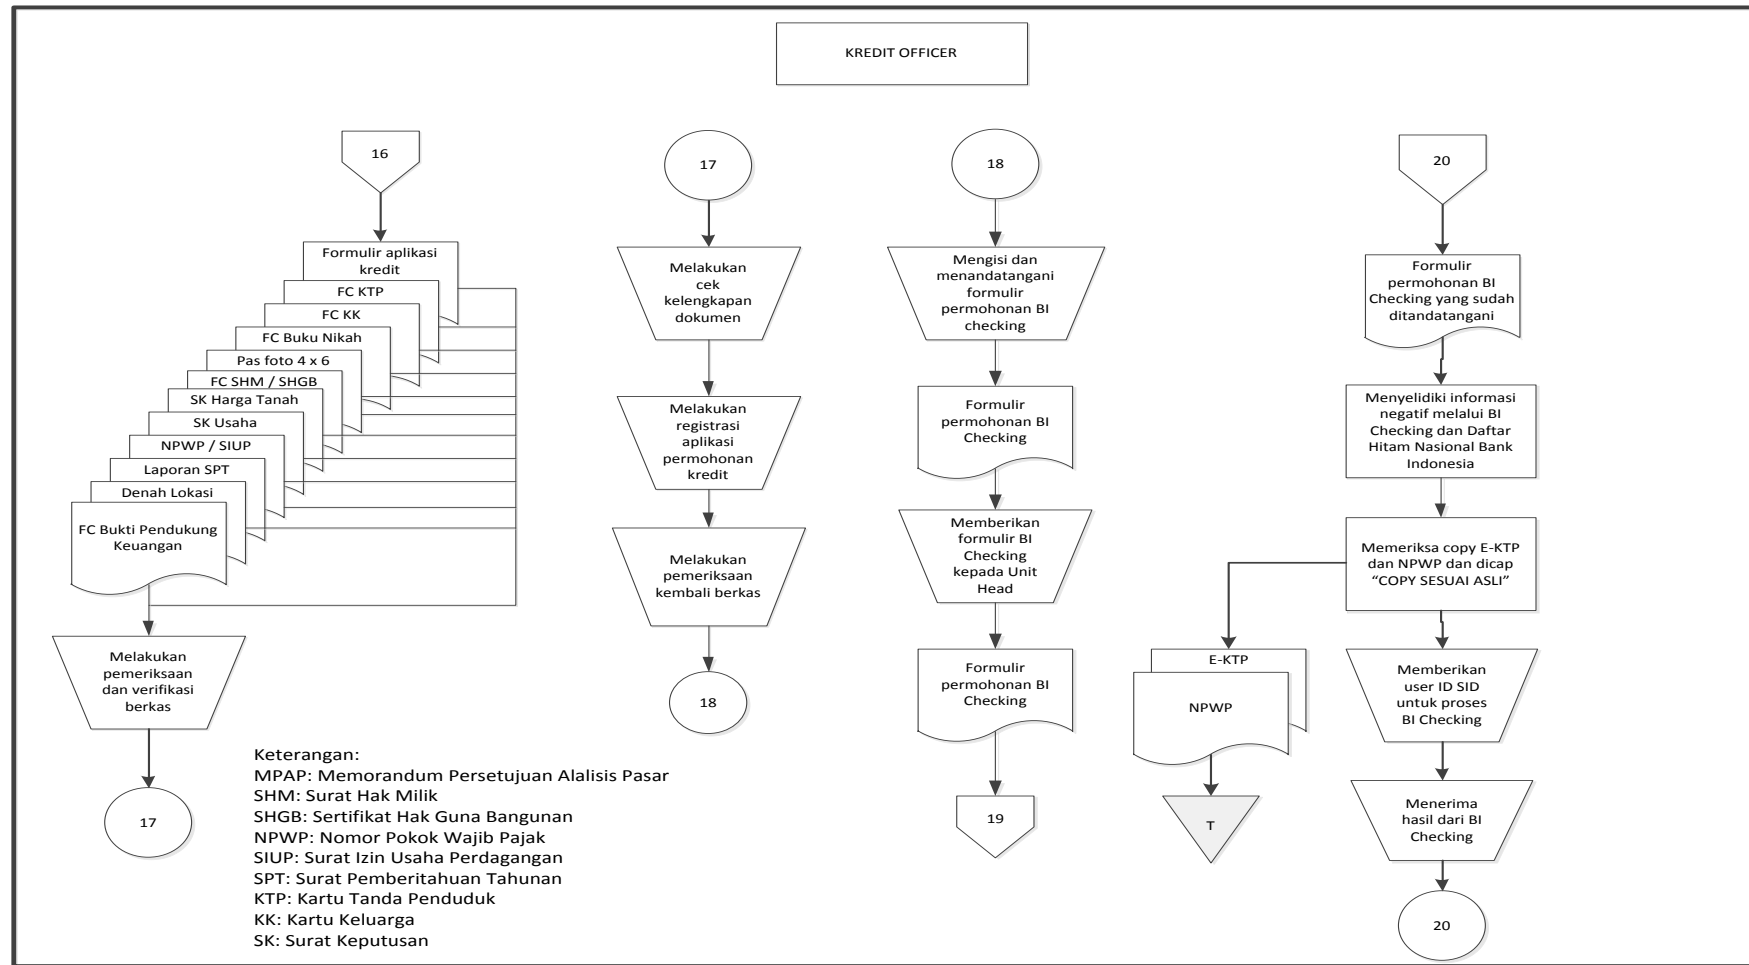 KREDIT OFFICER
16
Formulir aplikasi
kredit
FC KTP
FC KK
FC Buku Nikah
Pas foto 4 x 6
FC SHM / SHGB
SK Harga Tanah
SK Usaha
NPWP / SIUP
Laporan SPT
Denah Lokasi
FC Bukti Pendukung
Keuangan
Melakukan
pemeriksaan
dan verifikasi
berkas
17
17
Melakukan
cek
kelengkapan
dokumen
Melakukan
registrasi
aplikasi
permohonan
kredit
Melakukan
pemeriksaan
kembali berkas
18
18
Mengisi dan
menandatangani
formulir
permohonan BI
checking
Formulir
permohonan BI
Checking
Memberikan
formulir BI
Checking
kepada Unit
Head
Formulir
permohonan BI
Checking
19
20
Formulir
permohonan BI
Checking yang sudah
ditandatangani
Menyelidiki informasi
negatif melalui BI
Checking dan Daftar
Hitam Nasional Bank
Indonesia
Memeriksa copy E-KTP
dan NPWP dan dicap
“COPY SESUAI ASLI”
E-KTP
NPWP
T
Memberikan
user ID SID
untuk proses
BI Checking
Menerima
hasil dari BI
Checking
20
Keterangan:
MPAP: Memorandum Persetujuan Alalisis Pasar
SHM: Surat Hak Milik
SHGB: Sertifikat Hak Guna Bangunan
NPWP: Nomor Pokok Wajib Pajak
SIUP: Surat Izin Usaha Perdagangan
SPT: Surat Pemberitahuan Tahunan
KTP: Kartu Tanda Penduduk
KK: Kartu Keluarga
SK: Surat Keputusan